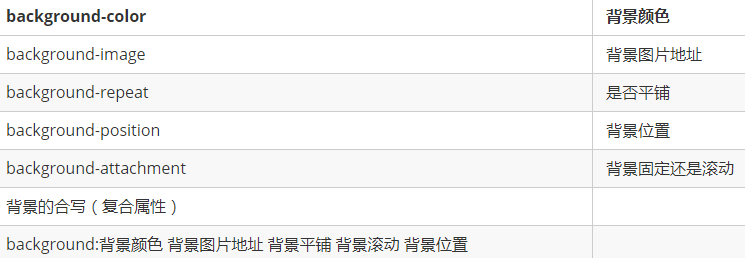 background-color 背景颜色
background-image 背景图片地址
background-repeat 是否平铺
background-position 背景位置
background-attachment 背景固定还是滚动
背景的合写（复合属性）
background:背景颜色 背景图片地址 背景平铺 背景滚动 背景位置